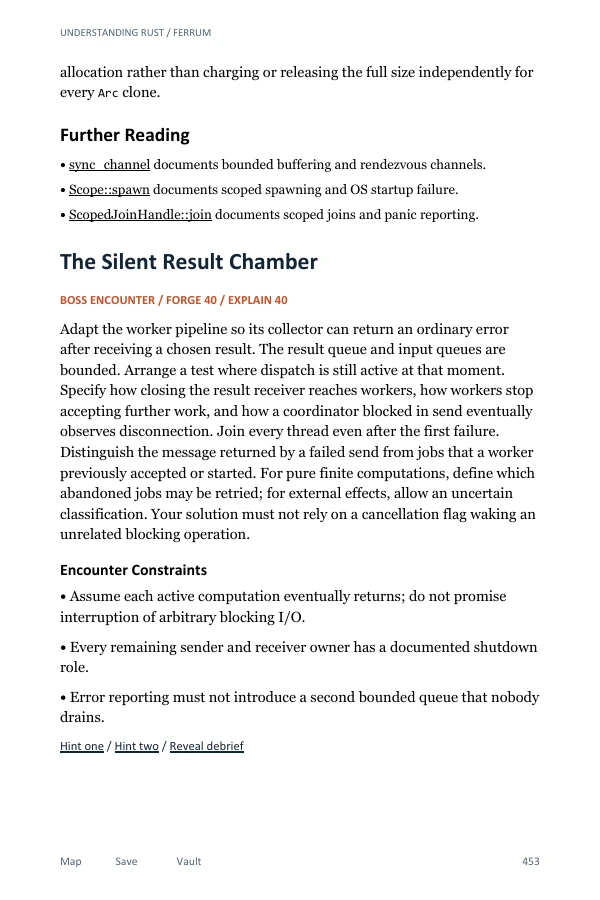 UNDERSTANDING RUST / FERRUM
allocation rather than charging or releasing the full size independently for
every Arc clone.
Further Reading
• sync_channel documents bounded buffering and rendezvous channels.
• Scope::spawn documents scoped spawning and OS startup failure.
• ScopedJoinHandle::join documents scoped joins and panic reporting.
The Silent Result Chamber
BOSS ENCOUNTER / FORGE 40 / EXPLAIN 40
Adapt the worker pipeline so its collector can return an ordinary error
after receiving a chosen result. The result queue and input queues are
bounded. Arrange a test where dispatch is still active at that moment.
Specify how closing the result receiver reaches workers, how workers stop
accepting further work, and how a coordinator blocked in send eventually
observes disconnection. Join every thread even after the first failure.
Distinguish the message returned by a failed send from jobs that a worker
previously accepted or started. For pure finite computations, define which
abandoned jobs may be retried; for external effects, allow an uncertain
classification. Your solution must not rely on a cancellation flag waking an
unrelated blocking operation.
Encounter Constraints
• Assume each active computation eventually returns; do not promise
interruption of arbitrary blocking I/O.
• Every remaining sender and receiver owner has a documented shutdown
role.
• Error reporting must not introduce a second bounded queue that nobody
drains.
Hint one / Hint two / Reveal debrief
Map Save Vault 453